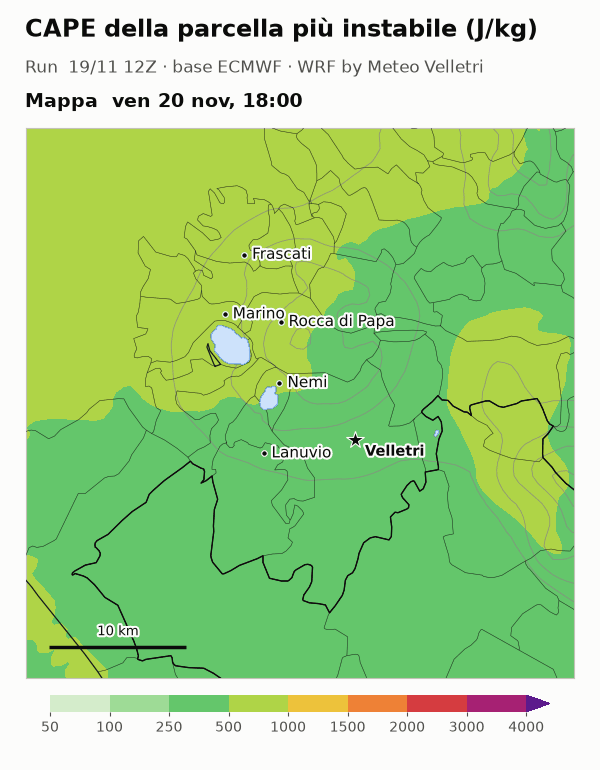 CAPE della parcella più instabile (J/kg)
Run  19/11 12Z · base ECMWF · WRF by Meteo Velletri
Mappa  ven 20 nov, 18:00
Frascati
Marino
Rocca di Papa
Nemi
Velletri
Lanuvio
10 km
50 100 250 500 1000 1500 2000 3000 4000